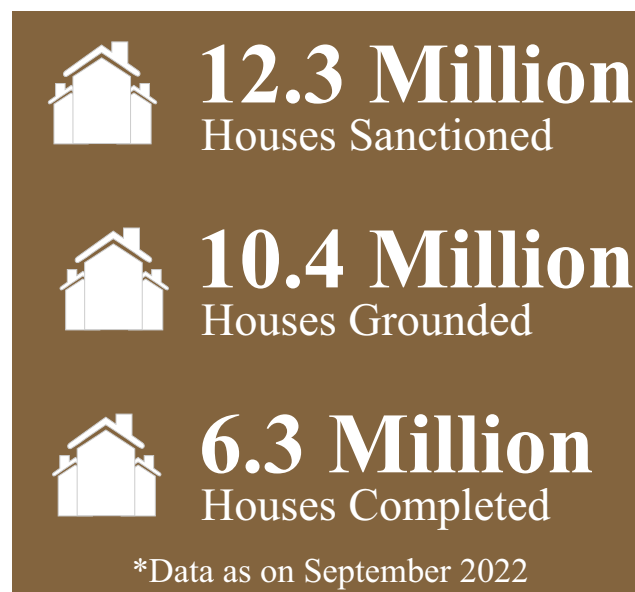 12.3 Million
Houses Sanctioned
10.4 Million
Houses Grounded
6.3 Million
Houses Completed
*Data as on September 2022